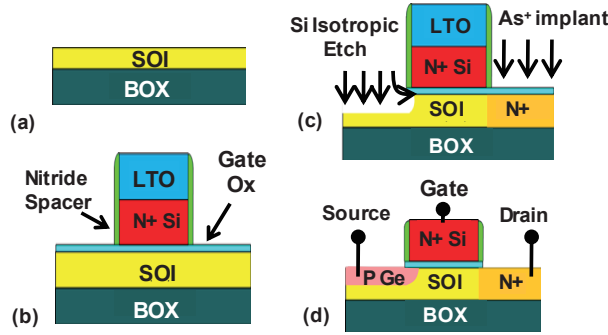 SOI
BOX
(a)
Nitride
Spacer
LTO
N+ Si
Gate
Ox
SOI
BOX
(b)
Si Isotropic
Etch
LTO
N+ Si
As⁺ implant
SOI
N+
BOX
(c)
Source
Gate
Drain
N+ Si
P Ge
SOI
N+
BOX
(d)